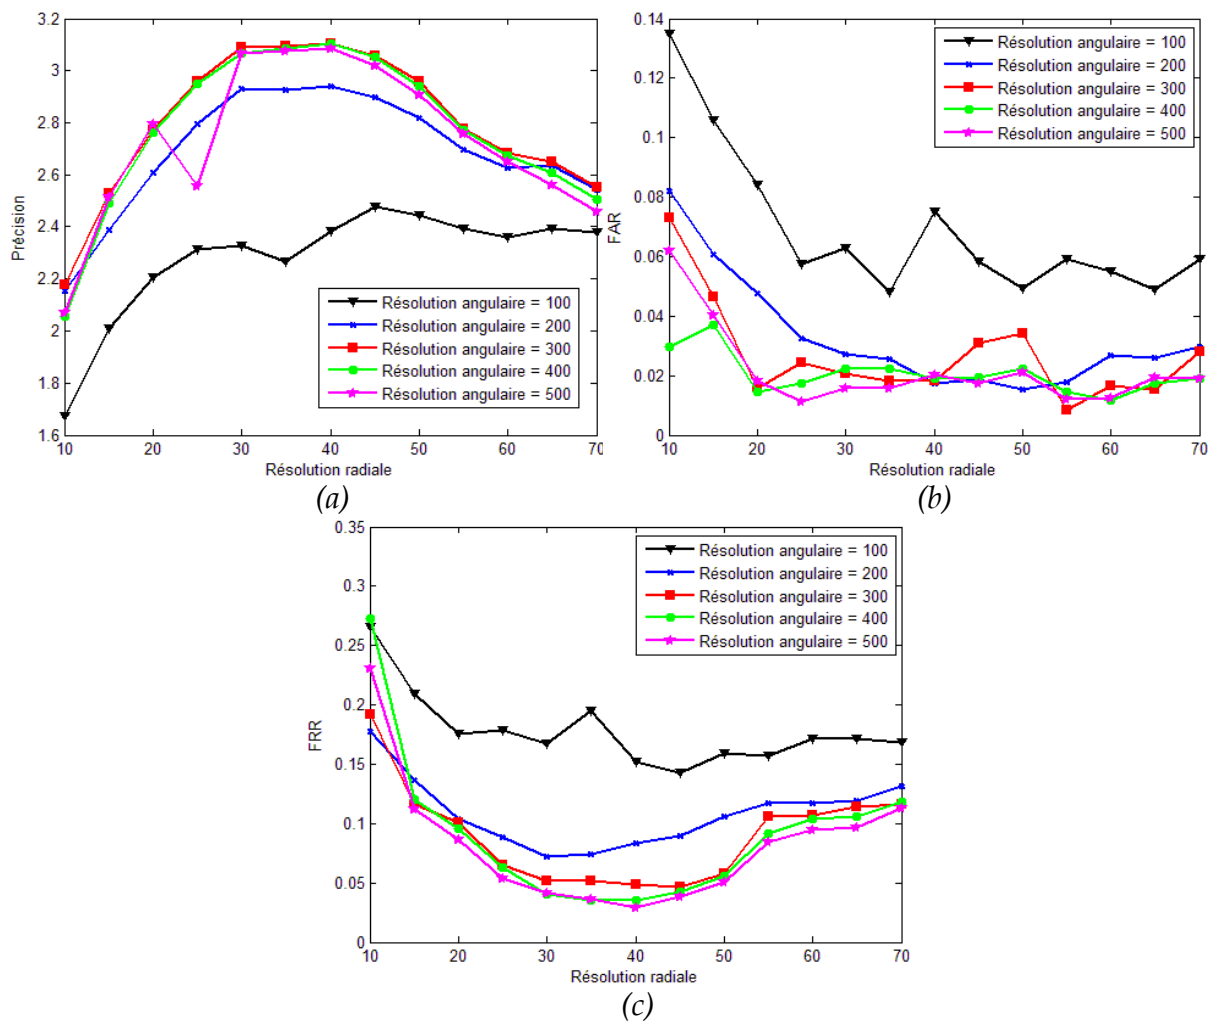 3.2
3
2.8
2.6
2.4
2.2
2
1.8
1.6
Précision
Résolution angulaire = 100
Résolution angulaire = 200
Résolution angulaire = 300
Résolution angulaire = 400
Résolution angulaire = 500
10 20 30 40 50 60 70
Résolution radiale
(a)
0.14
0.12
0.1
0.08
0.06
0.04
0.02
0
FAR
Résolution angulaire = 100
Résolution angulaire = 200
Résolution angulaire = 300
Résolution angulaire = 400
Résolution angulaire = 500
10 20 30 40 50 60 70
Résolution radiale
(b)
0.35
0.3
0.25
0.2
0.15
0.1
0.05
0
FRR
Résolution angulaire = 100
Résolution angulaire = 200
Résolution angulaire = 300
Résolution angulaire = 400
Résolution angulaire = 500
10 20 30 40 50 60 70
Résolution radiale
(c)